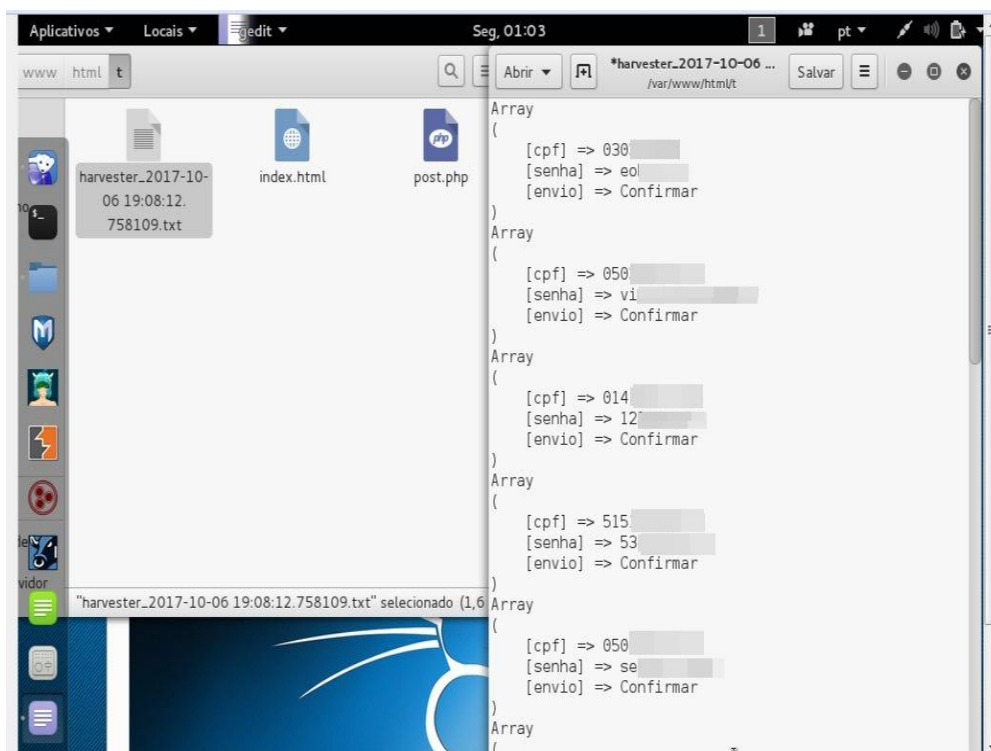 Aplicativos Locais gedit Seg, 01:03 1 pt
www html t
Abrir *harvester_2017-10-06 ... Salvar
/var/www/html/t
harvester_2017-10-
06 19:08:12.
758109.txt
index.html
post.php
vidor
"harvester_2017-10-06 19:08:12.758109.txt" selecionado (1,6
Array
(
[cpf] => 030
[senha] => eo
[envio] => Confirmar
)
Array
(
[cpf] => 050
[senha] => vi
[envio] => Confirmar
)
Array
(
[cpf] => 014
[senha] => 12
[envio] => Confirmar
)
Array
(
[cpf] => 515
[senha] => 53
[envio] => Confirmar
)
Array
(
[cpf] => 050
[senha] => se
[envio] => Confirmar
)
Array
(